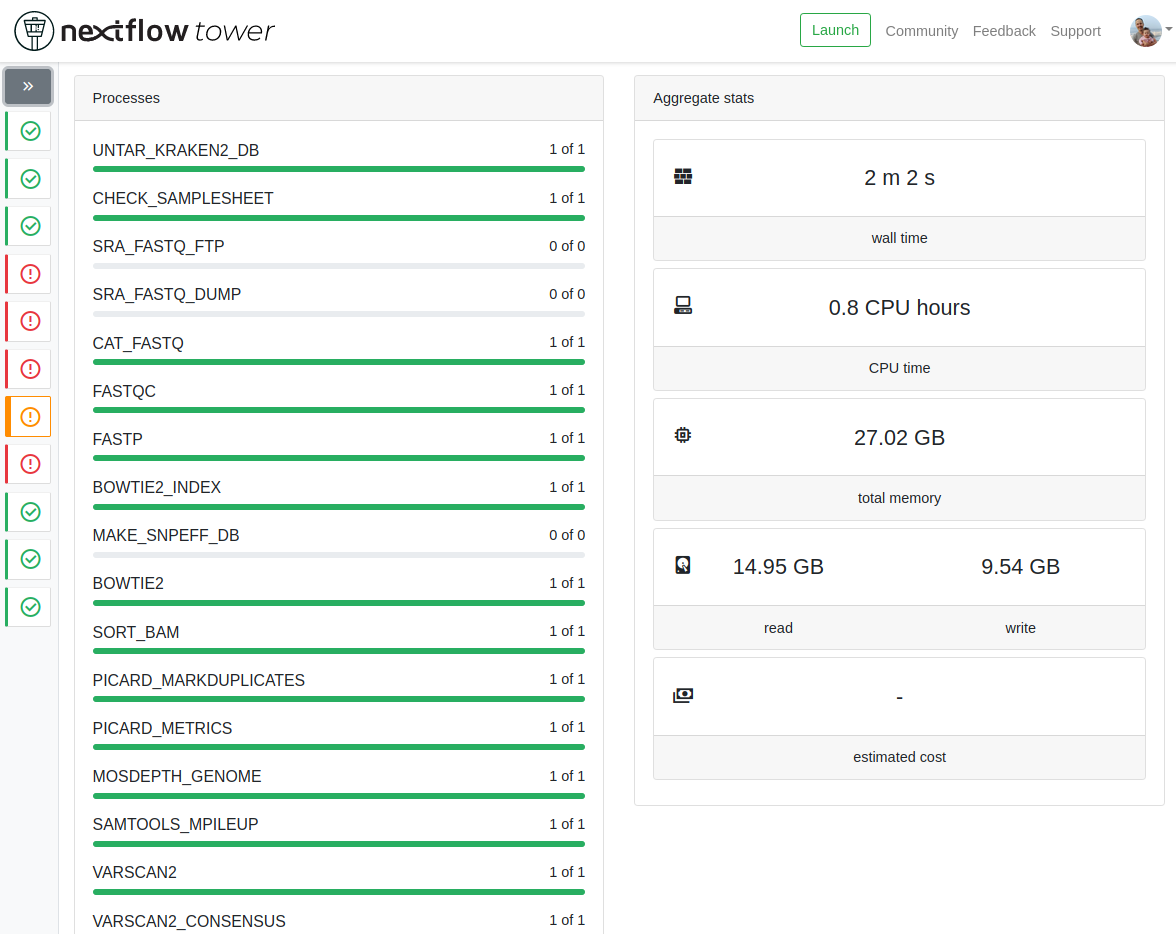 nextflow tower
Launch Community Feedback Support
Processes
UNTAR_KRAKEN2_DB 1 of 1
CHECK_SAMPLESHEET 1 of 1
SRA_FASTQ_FTP 0 of 0
SRA_FASTQ_DUMP 0 of 0
CAT_FASTQ 1 of 1
FASTQC 1 of 1
FASTP 1 of 1
BOWTIE2_INDEX 1 of 1
MAKE_SNPEFF_DB 0 of 0
BOWTIE2 1 of 1
SORT_BAM 1 of 1
PICARD_MARKDUPLICATES 1 of 1
PICARD_METRICS 1 of 1
MOSDEPTH_GENOME 1 of 1
SAMTOOLS_MPILEUP 1 of 1
VARSCAN2 1 of 1
VARSCAN2_CONSENSUS 1 of 1
Aggregate stats
2 m 2 s
wall time
0.8 CPU hours
CPU time
27.02 GB
total memory
14.95 GB 9.54 GB
read write
-
estimated cost